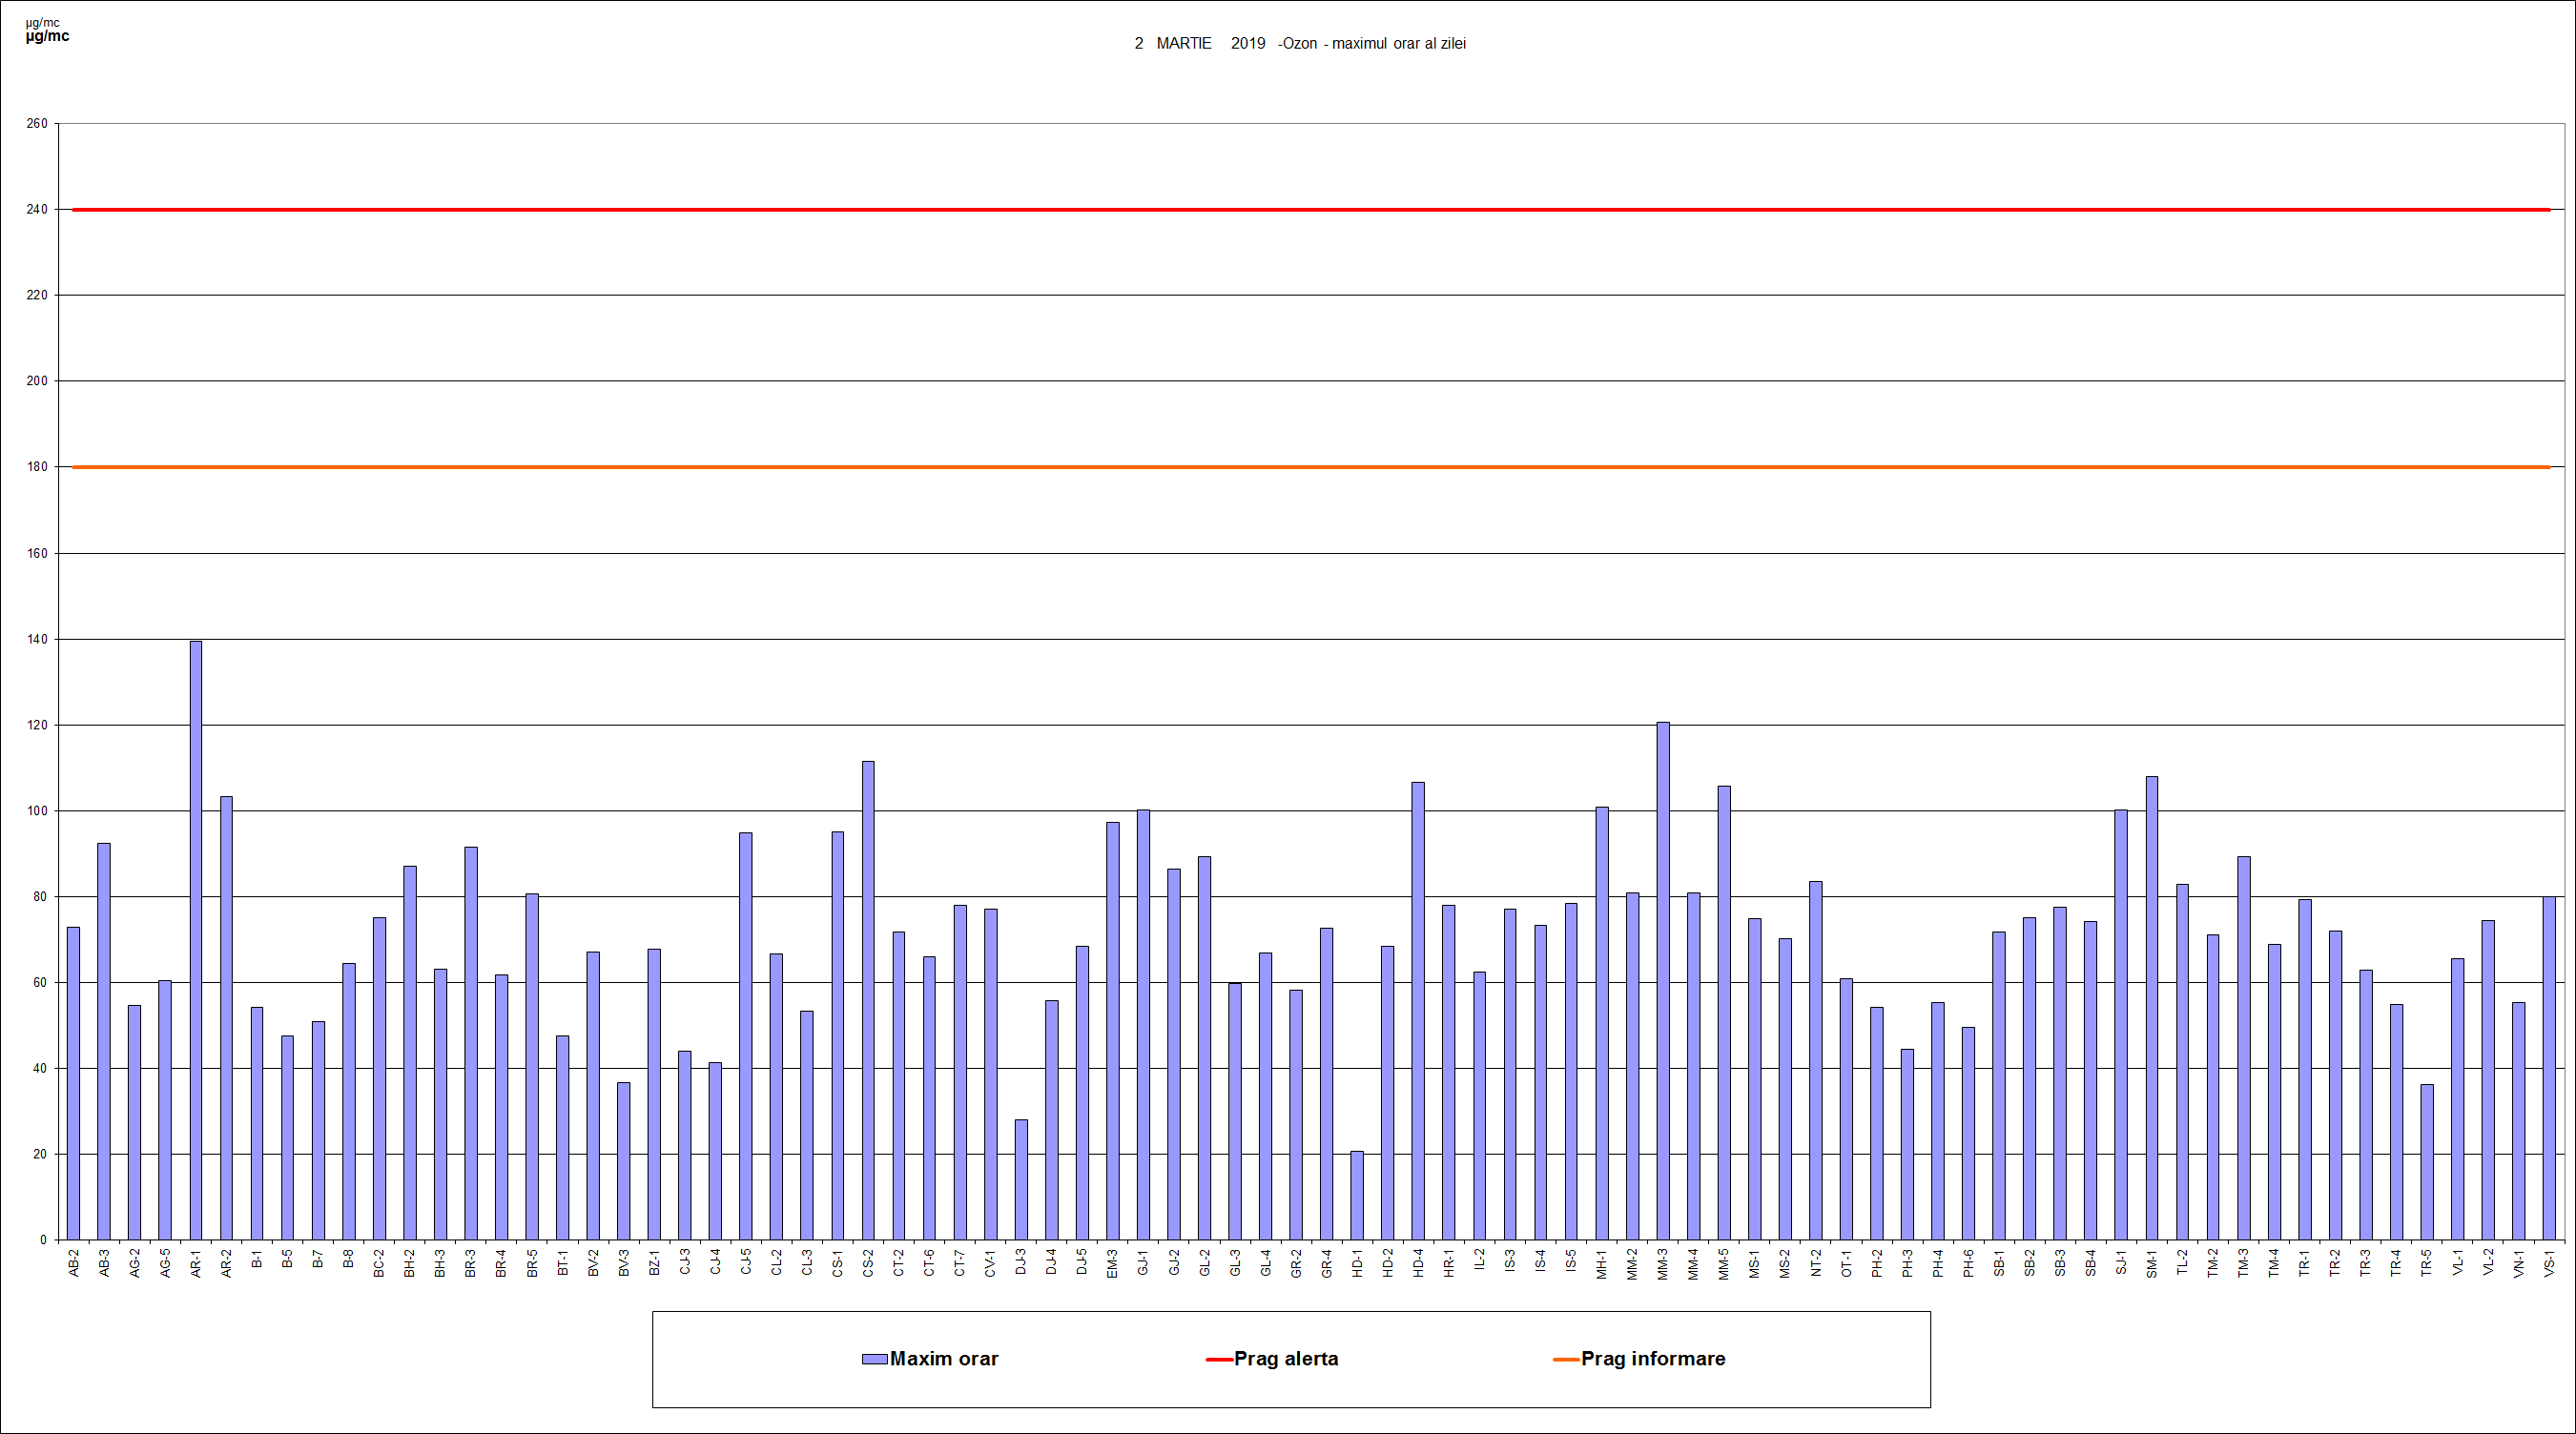 µg/mc
µg/mc
2 MARTIE 2019 -Ozon - maximul orar al zilei
260
240
220
200
180
160
140
120
100
80
60
40
20
0
AB-2 AB-3 AG-2 AG-5 AR-1 AR-2 B-1 B-5 B-7 B-8 BC-2 BH-2 BH-3 BR-3 BR-4 BR-5 BT-1 BV-2 BV-3 BZ-1 CJ-3 CJ-4 CJ-5 CL-2 CL-3 CS-1 CS-2 CT-2 CT-6 CT-7 CV-1 DJ-3 DJ-4 DJ-5 EM-3 GJ-1 GJ-2 GL-2 GL-3 GL-4 GR-2 GR-4 HD-1 HD-2 HD-4 HR-1 IL-2 IS-3 IS-4 IS-5 MH-1 MM-2 MM-3 MM-4 MM-5 MS-1 MS-2 NT-2 OT-1 PH-2 PH-3 PH-4 PH-6 SB-1 SB-2 SB-3 SB-4 SJ-1 SM-1 TL-2 TM-2 TM-3 TM-4 TR-1 TR-2 TR-3 TR-4 TR-5 VL-1 VL-2 VN-1 VS-1
Maxim orar Prag alerta Prag informare